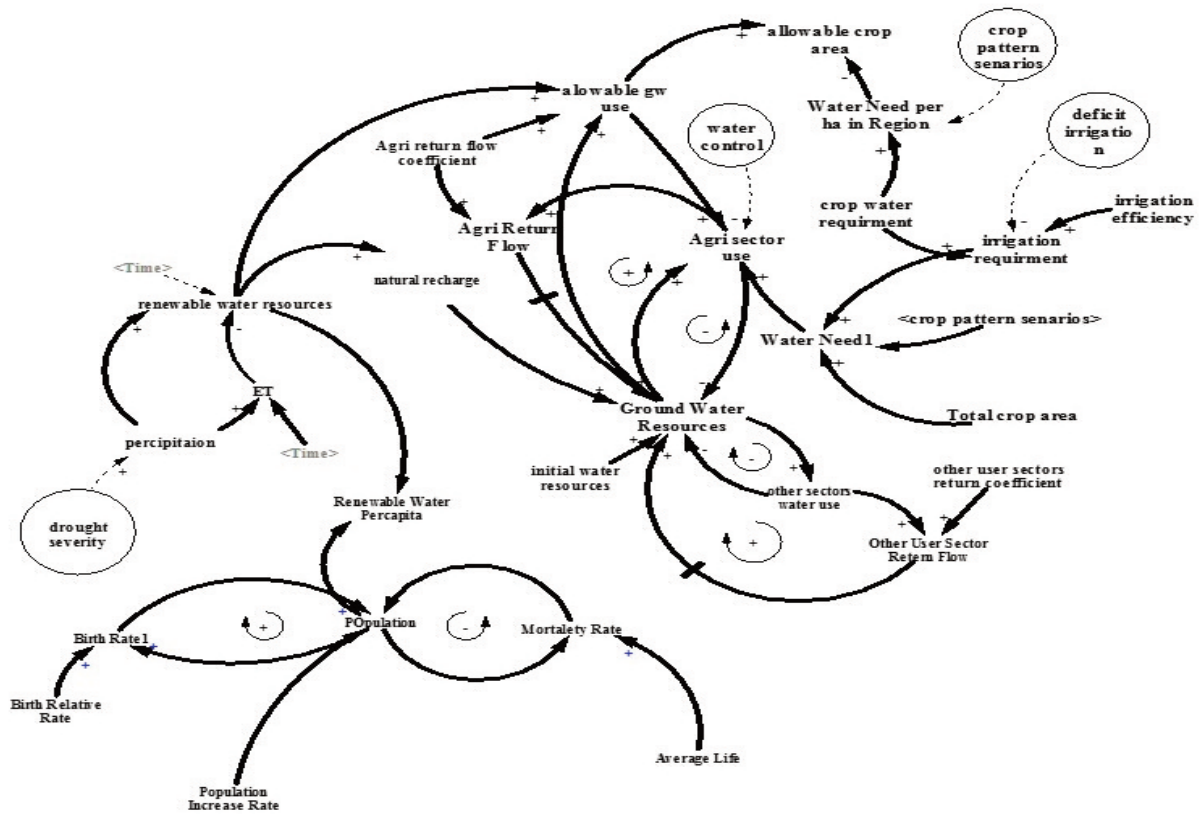 allowable crop
area
crop
pattern
senarios
alowable gw
use
Water Need per
ha in Region
deficit
irrigatio
n
water
control
Agri return flow
coefficient
crop water
requirment
irrigation
efficiency
Agri Return
Flow
Agri sector
use
irrigation
requirment
<Time>
natural recharge
renewable water resources
<crop pattern senarios>
Water Need1
ET
Ground Water
Resources
Total crop area
percipitaion
<Time>
initial water
resources
other user sectors
return coefficient
Renewable Water
Percapita
other sectors
water use
drought
severity
Other User Sector
Retern Flow
POpulation
Birth Rate1
Mortalety Rate
Birth Relative
Rate
Average Life
Population
Increase Rate